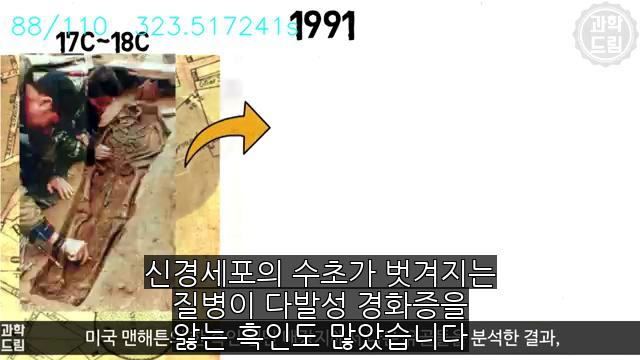 88/110, 323.517241s
1991
17C~18C
과학
드림
신경세포의 수초가 벗겨지는
질병이 다발성 경화증을
앓는 흑인도 많았습니다
과학
드림
미국 맨해튼 분석한 결과,